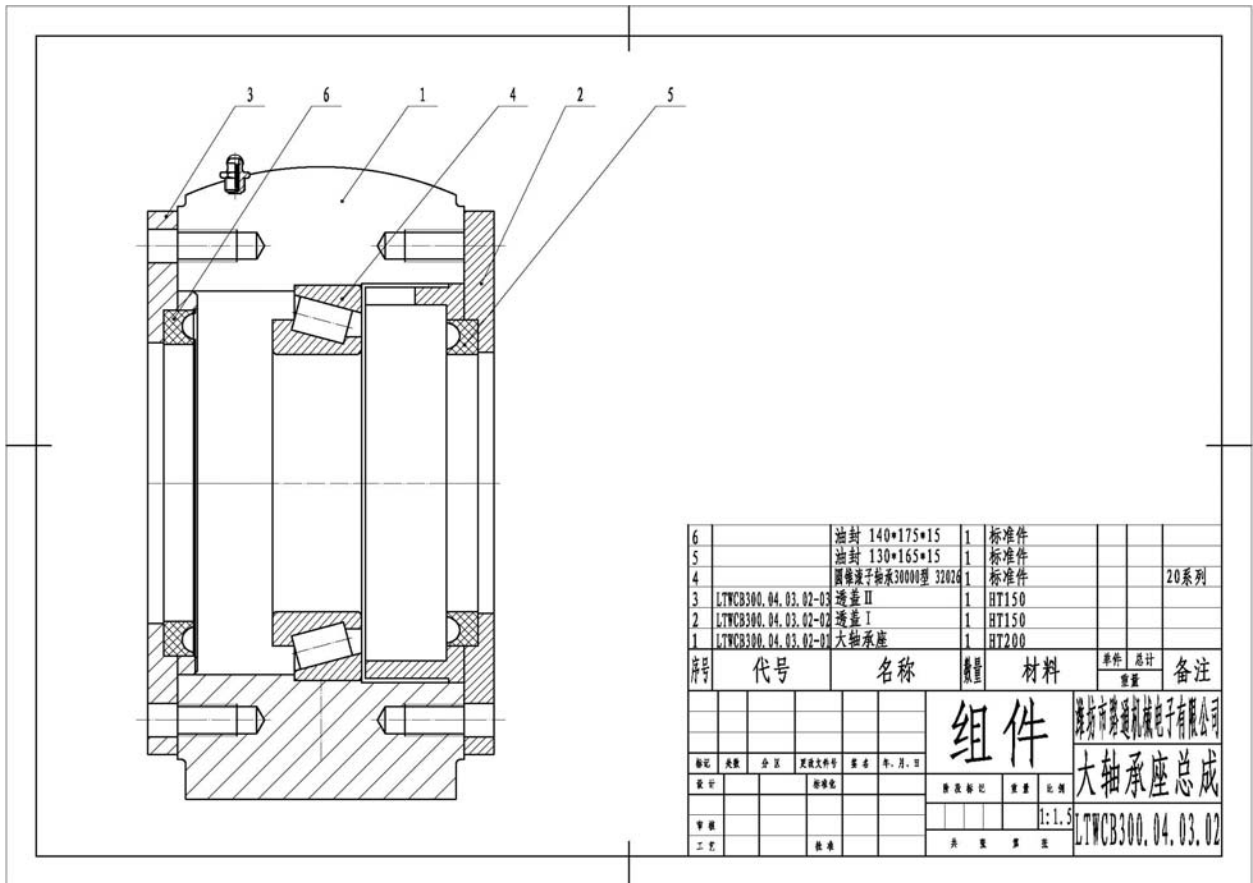 3 6 1 4 2 5
6 油封 140*175*15 1 标准件
5 油封 130*165*15 1 标准件
4 圆锥滚子轴承30000型 32026 1 标准件 20系列
3 LTWCB300.04.03.02-03 透盖Ⅱ 1 HT150
2 LTWCB300.04.03.02-02 透盖Ⅰ 1 HT150
1 LTWCB300.04.03.02-01 大轴承座 1 HT200
序号 代号 名称 数量 材料 单件 总计 备注
重量
组件
潍坊市路通机械电子有限公司
标记 处数 分区 更改文件号 签名 年、月、日
大轴承座总成
设计 标准化 阶段标记 重量 比例
1:1.5
审核
LTWCB300.04.03.02
工艺 批准 共 张 第 张